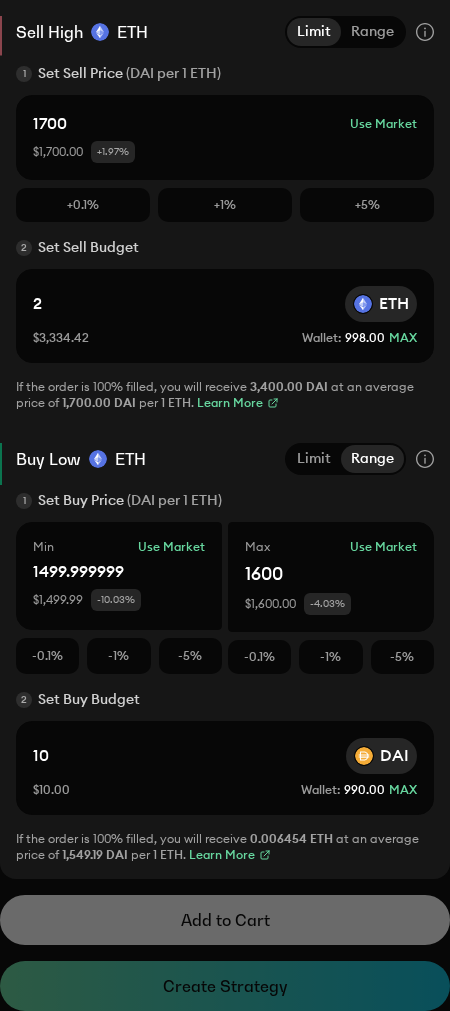 Sell High ETH Limit Range
1 Set Sell Price (DAI per 1 ETH)
1700 Use Market
$1,700.00 +1.97%
+0.1% +1% +5%
2 Set Sell Budget
2 ETH
$3,334.42 Wallet: 998.00 MAX
If the order is 100% filled, you will receive 3,400.00 DAI at an average
price of 1,700.00 DAI per 1 ETH. Learn More
Buy Low ETH Limit Range
1 Set Buy Price (DAI per 1 ETH)
Min Use Market Max Use Market
1499.999999 1600
$1,499.99 -10.03% $1,600.00 -4.03%
-0.1% -1% -5% -0.1% -1% -5%
2 Set Buy Budget
10 DAI
$10.00 Wallet: 990.00 MAX
If the order is 100% filled, you will receive 0.006454 ETH at an average
price of 1,549.19 DAI per 1 ETH. Learn More
Add to Cart
Create Strategy